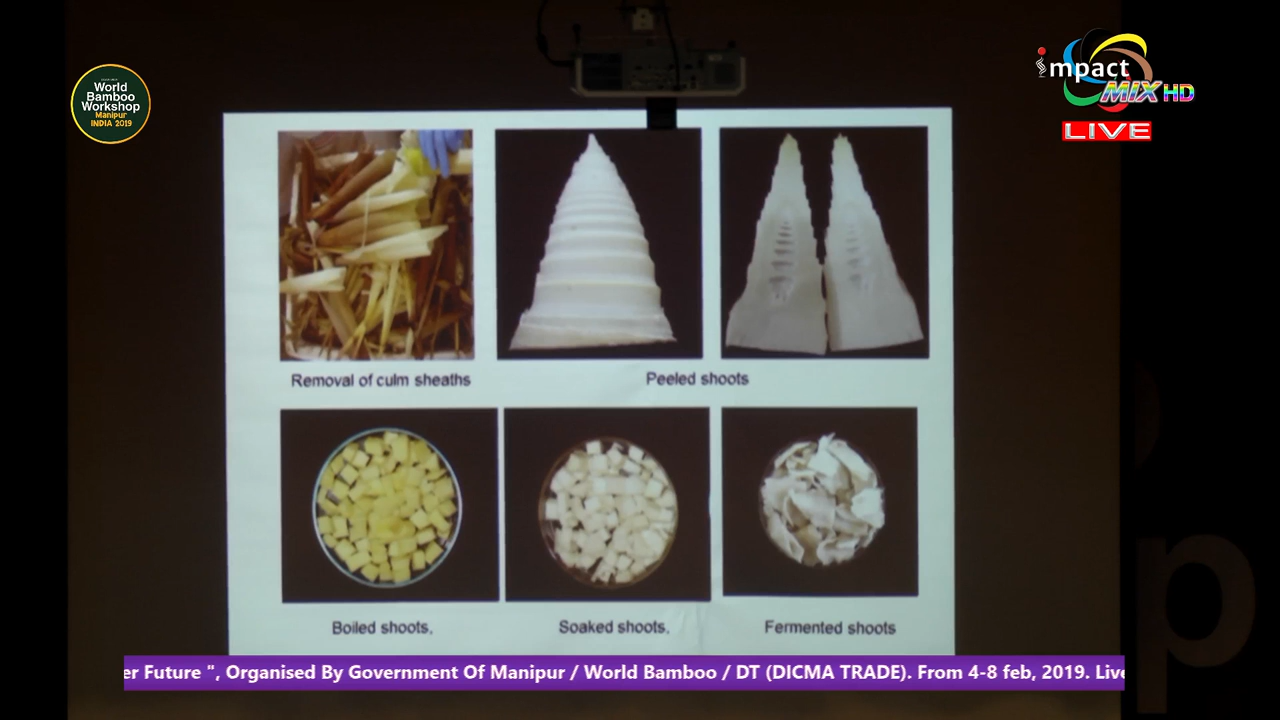 World
Bamboo
Workshop
Manipur
INDIA 2019
impact
MIX HD
LIVE
Removal of culm sheaths
Peeled shoots
Boiled shoots,
Soaked shoots,
Fermented shoots
er Future ", Organised By Government Of Manipur / World Bamboo / DT (DICMA TRADE). From 4-8 feb, 2019. Live
p